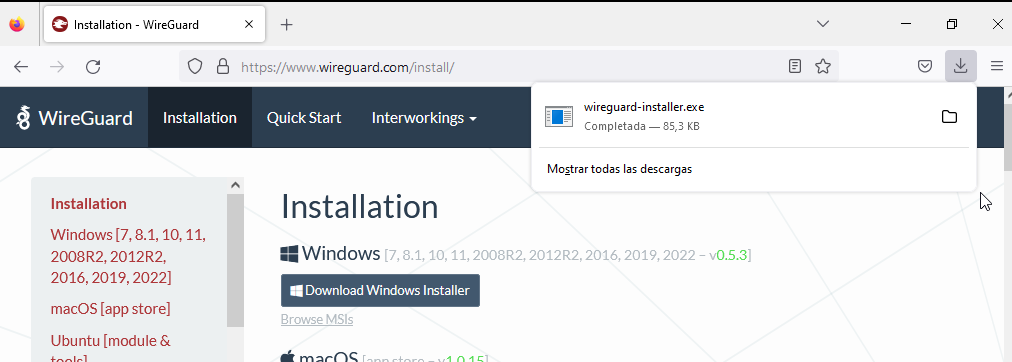 Installation - WireGuard
https://www.wireguard.com/install/
WireGuard
Installation
Quick Start
Interworkings
wireguard-installer.exe
Completada — 85,3 KB
Mostrar todas las descargas
Installation
Windows [7, 8.1, 10, 11,
2008R2, 2012R2,
2016, 2019, 2022]
macOS [app store]
Ubuntu [module &
tools]
Installation
Windows [7, 8.1, 10, 11, 2008R2, 2012R2, 2016, 2019, 2022 – v0.5.3]
Download Windows Installer
Browse MSIs
macOS [app store – v1.0.15]